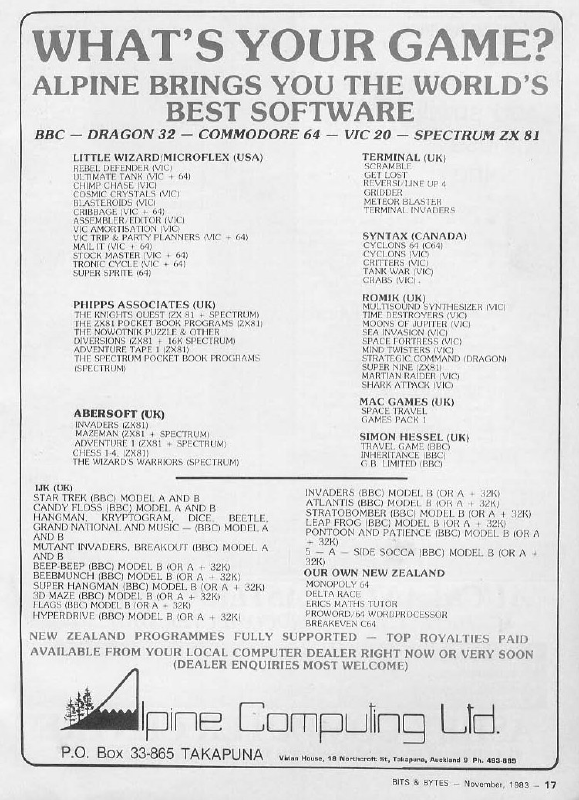 WHAT'S YOUR GAME?
ALPINE BRINGS YOU THE WORLD'S
BEST SOFTWARE
BBC — DRAGON 32 — COMMODORE 64 — VIC 20 — SPECTRUM ZX 81
LITTLE WIZARD/MICROFLEX (USA)
REBEL DEFENDER (VIC)
ULTIMATE TANK (VIC + 64)
CHIMP CHASE (VIC)
COSMIC CRYSTALS (VIC)
BLASTEROIDS (VIC)
CRIBBAGE (VIC + 64)
ASSEMBLER/EDITOR (VIC)
VIC AMORTISATION (VIC)
VIC TRIP & PARTY PLANNERS (VIC + 64)
MAIL IT (VIC + 64)
STOCK MASTER (VIC + 64)
TRONIC CYCLE (VIC + 64)
SUPER SPRITE (64)
PHIPPS ASSOCIATES (UK)
THE KNIGHTS QUEST (ZX 81 + SPECTRUM)
THE ZX81 POCKET BOOK PROGRAMS (ZX81)
THE NOWOTNIK PUZZLE & OTHER
DIVERSIONS (ZX81 + 16K SPECTRUM)
ADVENTURE TAPE 1 (ZX81)
THE SPECTRUM POCKET BOOK PROGRAMS
(SPECTRUM)
ABERSOFT (UK)
INVADERS (ZX81)
MAZEMAN (ZX81 + SPECTRUM)
ADVENTURE 1 (ZX81 + SPECTRUM)
CHESS 1-4. (ZX81)
THE WIZARD'S WARRIORS (SPECTRUM)
TERMINAL (UK)
SCRAMBLE
GET LOST
REVERSI/LINE UP 4
GRIDDER
METEOR BLASTER
TERMINAL INVADERS
SYNTAX (CANADA)
CYCLONS 64 (C64)
CYCLONS (VIC)
CRITTERS (VIC)
TANK WAR (VIC)
CRABS (VIC).
ROMIK (UK)
MULTISOUND SYNTHESIZER (VIC)
TIME DESTROYERS (VIC)
MOONS OF JUPITER (VIC)
SEA INVASION (VIC)
SPACE FORTRESS (VIC)
MIND TWISTERS (VIC)
STRATEGIC COMMAND (DRAGON)
SUPER NINE (ZX81)
MARTIAN RAIDER (VIC)
SHARK ATTACK (VIC)
MAC GAMES (UK)
SPACE TRAVEL
GAMES PACK 1
SIMON HESSEL (UK)
TRAVEL GAME (BBC)
INHERITANCE (BBC)
G.B. LIMITED (BBC)
IJK (UK)
STAR TREK (BBC) MODEL A AND B
CANDY FLOSS (BBC) MODEL A AND B
HANGMAN, KRYPTOGRAM, DICE, BEETLE,
GRAND NATIONAL AND MUSIC — (BBC) MODEL A
AND B
MUTANT INVADERS, BREAKOUT (BBC) MODEL A
AND B
BEEP-BEEP (BBC) MODEL B (OR A + 32K)
BEEBMUNCH (BBC) MODEL B (OR A + 32K)
SUPER HANGMAN (BBC) MODEL B (OR A + 32K)
3D MAZE (BBC) MODEL B (OR A + 32K)
FLAGS (BBC) MODEL B (OR A + 32K)
HYPERDRIVE (BBC) MODEL B (OR A + 32K)
INVADERS (BBC) MODEL B (OR A + 32K)
ATLANTIS (BBC) MODEL B (OR A + 32K)
STRATOBOMBER (BBC) MODEL B (OR A + 32K)
LEAP FROG (BBC) MODEL B (OR A + 32K)
PONTOON AND PATIENCE (BBC) MODEL B (OR A
+ 32K)
5 — A — SIDE SOCCA (BBC) MODEL B (OR A +
32K)
OUR OWN NEW ZEALAND
MONOPOLY 64
DELTA RACE
ERICS MATHS TUTOR
PROWORD/64 WORDPROCESSOR
BREAKEVEN C64
NEW ZEALAND PROGRAMMES FULLY SUPPORTED — TOP ROYALTIES PAID
AVAILABLE FROM YOUR LOCAL COMPUTER DEALER RIGHT NOW OR VERY SOON
(DEALER ENQUIRIES MOST WELCOME)
Alpine Computing Ltd.
P.O. Box 33-865 TAKAPUNA
House, 18 Northcroft St, Takapuna, Auckland 9 Ph.
BITS & BYTES — November, 1983 — 17